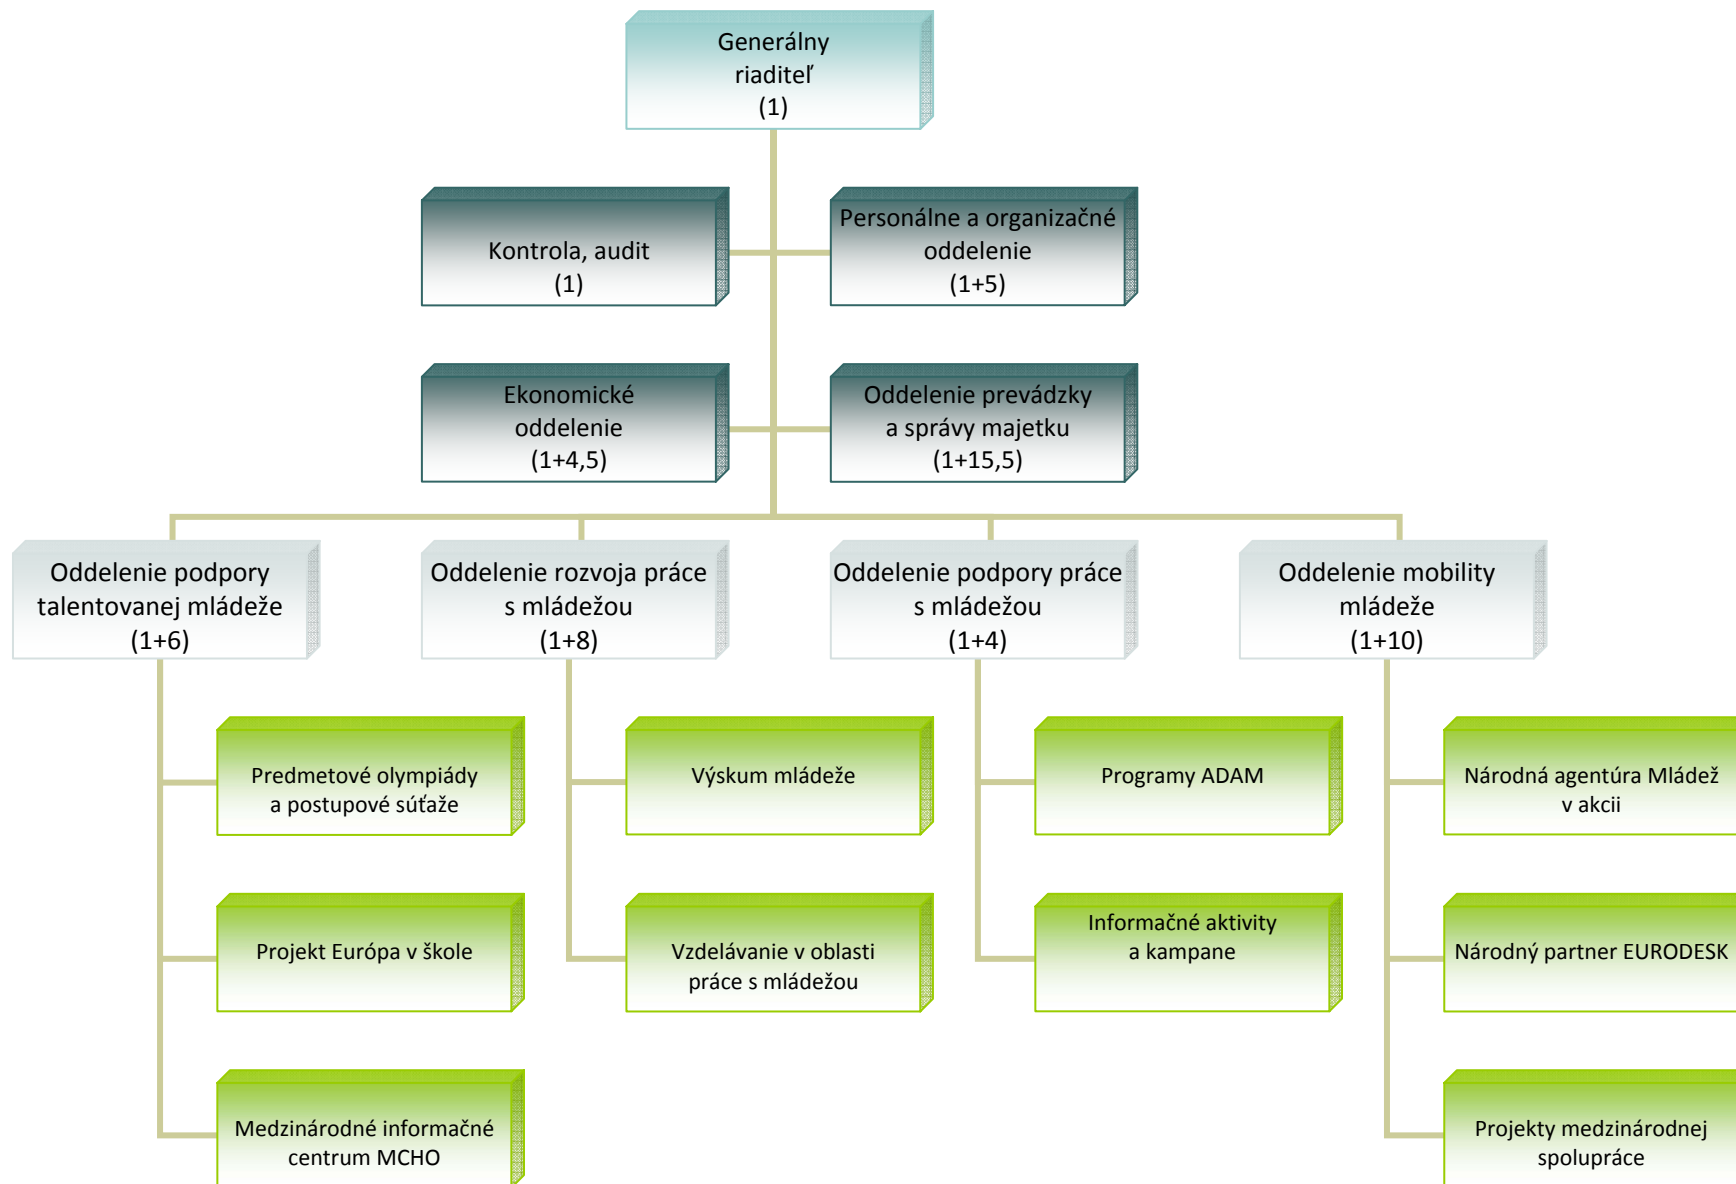 Generálny
riaditeľ
(1)
Kontrola, audit
(1)
Personálne a organizačné
oddelenie
(1+5)
Ekonomické
oddelenie
(1+4,5)
Oddelenie prevádzky
a správy majetku
(1+15,5)
Oddelenie podpory
talentovanej mládeže
(1+6)
Oddelenie rozvoja práce
s mládežou
(1+8)
Oddelenie podpory práce
s mládežou
(1+4)
Oddelenie mobility
mládeže
(1+10)
Predmetové olympiády
a postupové súťaže
Výskum mládeže
Programy ADAM
Národná agentúra Mládež
v akcii
Projekt Európa v škole
Vzdelávanie v oblasti
práce s mládežou
Informačné aktivity
a kampane
Národný partner EURODESK
Medzinárodné informačné
centrum MCHO
Projekty medzinárodnej
spolupráce